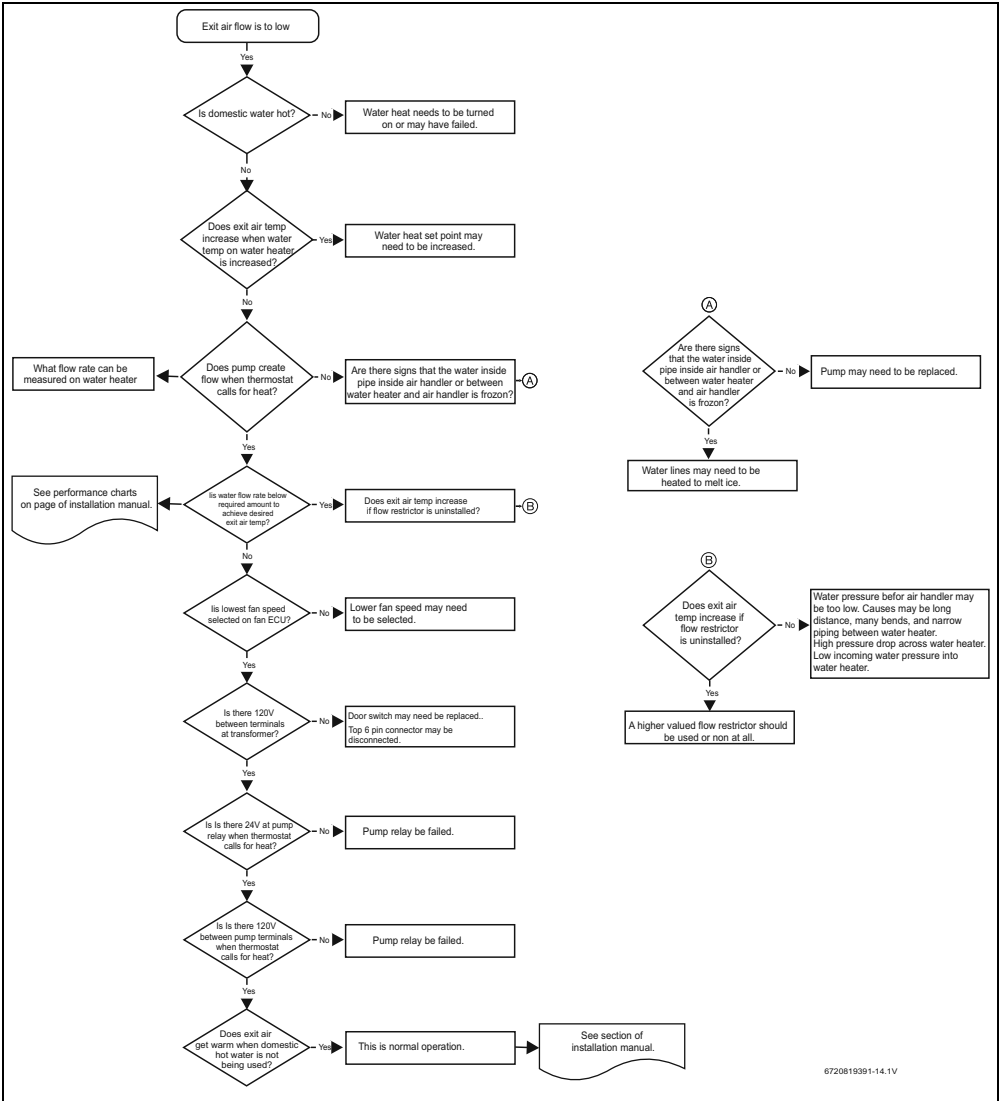 Exit air flow is to low
Yes
Is domestic water hot?
No
Water heat needs to be turned
on or may have failed.
No
Does exit air temp
increase when water
temp on water heater
is increased?
Yes
Water heat set point may
need to be increased.
No
What flow rate can be
measured on water heater
Does pump create
flow when thermostat
calls for heat?
No
Are there signs that the water inside
pipe inside air handler or between
water heater and air handler is frozon?
A
Yes
See performance charts
on page of installation manual.
Iis water flow rate below
required amount to
achieve desired
exit air temp?
Yes
Does exit air temp increase
if flow restrictor is uninstalled?
B
No
Iis lowest fan speed
selected on fan ECU?
No
Lower fan speed may need
to be selected.
Yes
Is there 120V
between terminals
at transformer?
No
Door switch may need be replaced..
Top 6 pin connector may be
disconnected.
Yes
Is Is there 24V at pump
relay when thermostat
calls for heat?
No
Pump relay be failed.
Yes
Is Is there 120V
between pump terminals
when thermostat
calls for heat?
No
Pump relay be failed.
Yes
Does exit air
get warm when domestic
hot water is not
being used?
Yes
This is normal operation.
See section of
installation manual.
A
Are there signs
that the water inside
pipe inside air handler or
between water heater
and air handler
is frozon?
No
Pump may need to be replaced.
Yes
Water lines may need to be
heated to melt ice.
B
Does exit air
temp increase if
flow restrictor
is uninstalled?
No
Water pressure befor air handler may
be too low. Causes may be long
distance, many bends, and narrow
piping between water heater.
High pressure drop across water heater.
Low incoming water pressure into
water heater.
Yes
A higher valued flow restrictor should
be used or non at all.
6720819391-14.1V